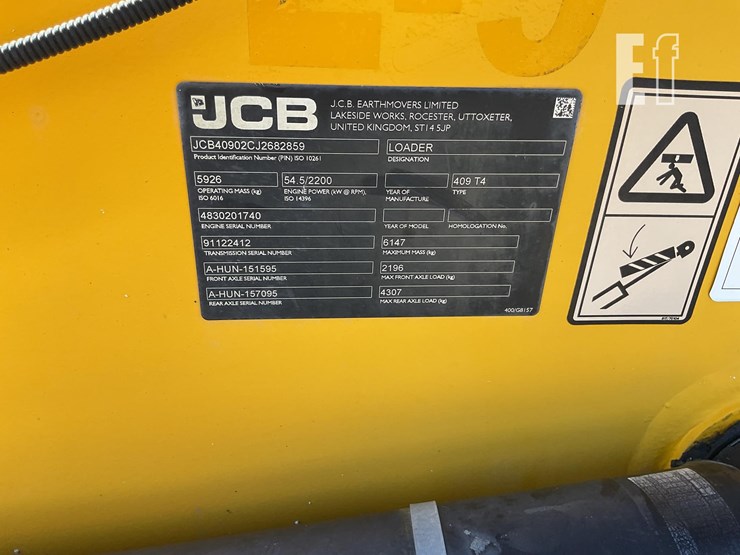 Ef
JCB
J.C.B. EARTHMOVERS LIMITED
LAKESIDE WORKS, ROCESTER, UTTOXETER,
UNITED KINGDOM, ST14 5JP
JCB40902CJ2682859
Product Identification Number (PIN) ISO 10261
LOADER
DESIGNATION
5926
OPERATING MASS (kg)
ISO 6016
54.5/2200
ENGINE POWER (kW @ RPM),
ISO 14396
YEAR OF
MANUFACTURE
409 T4
TYPE
4830201740
ENGINE SERIAL NUMBER
YEAR OF MODEL
HOMOLOGATION No.
91122412
TRANSMISSION SERIAL NUMBER
6147
MAXIMUM MASS (kg)
A-HUN-151595
FRONT AXLE SERIAL NUMBER
2196
MAX FRONT AXLE LOAD (kg)
A-HUN-157095
REAR AXLE SERIAL NUMBER
4307
MAX REAR AXLE LOAD (kg)
400/G8157